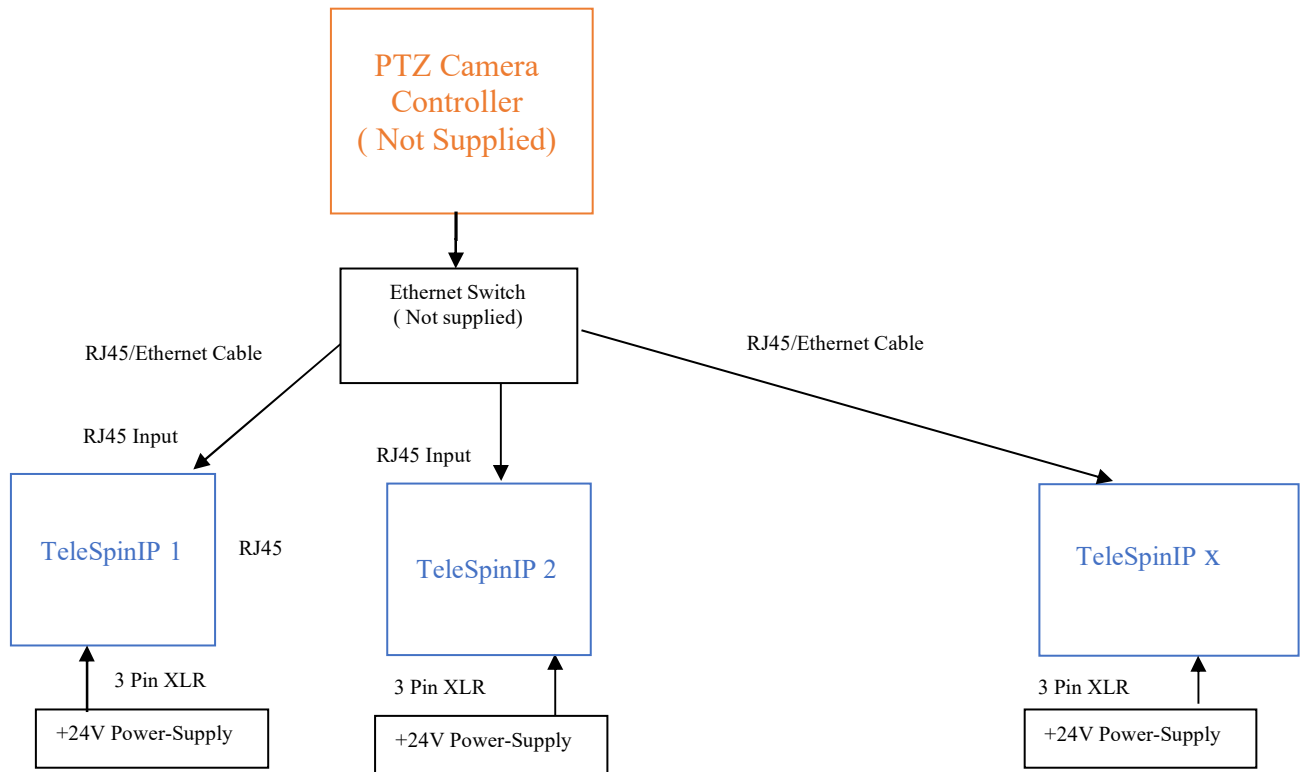 PTZ Camera
Controller
( Not Supplied)
Ethernet Switch
( Not supplied)
RJ45/Ethernet Cable
RJ45/Ethernet Cable
RJ45 Input
RJ45 Input
TeleSpinIP 1
RJ45
TeleSpinIP 2
TeleSpinIP x
3 Pin XLR
3 Pin XLR
3 Pin XLR
+24V Power-Supply
+24V Power-Supply
+24V Power-Supply